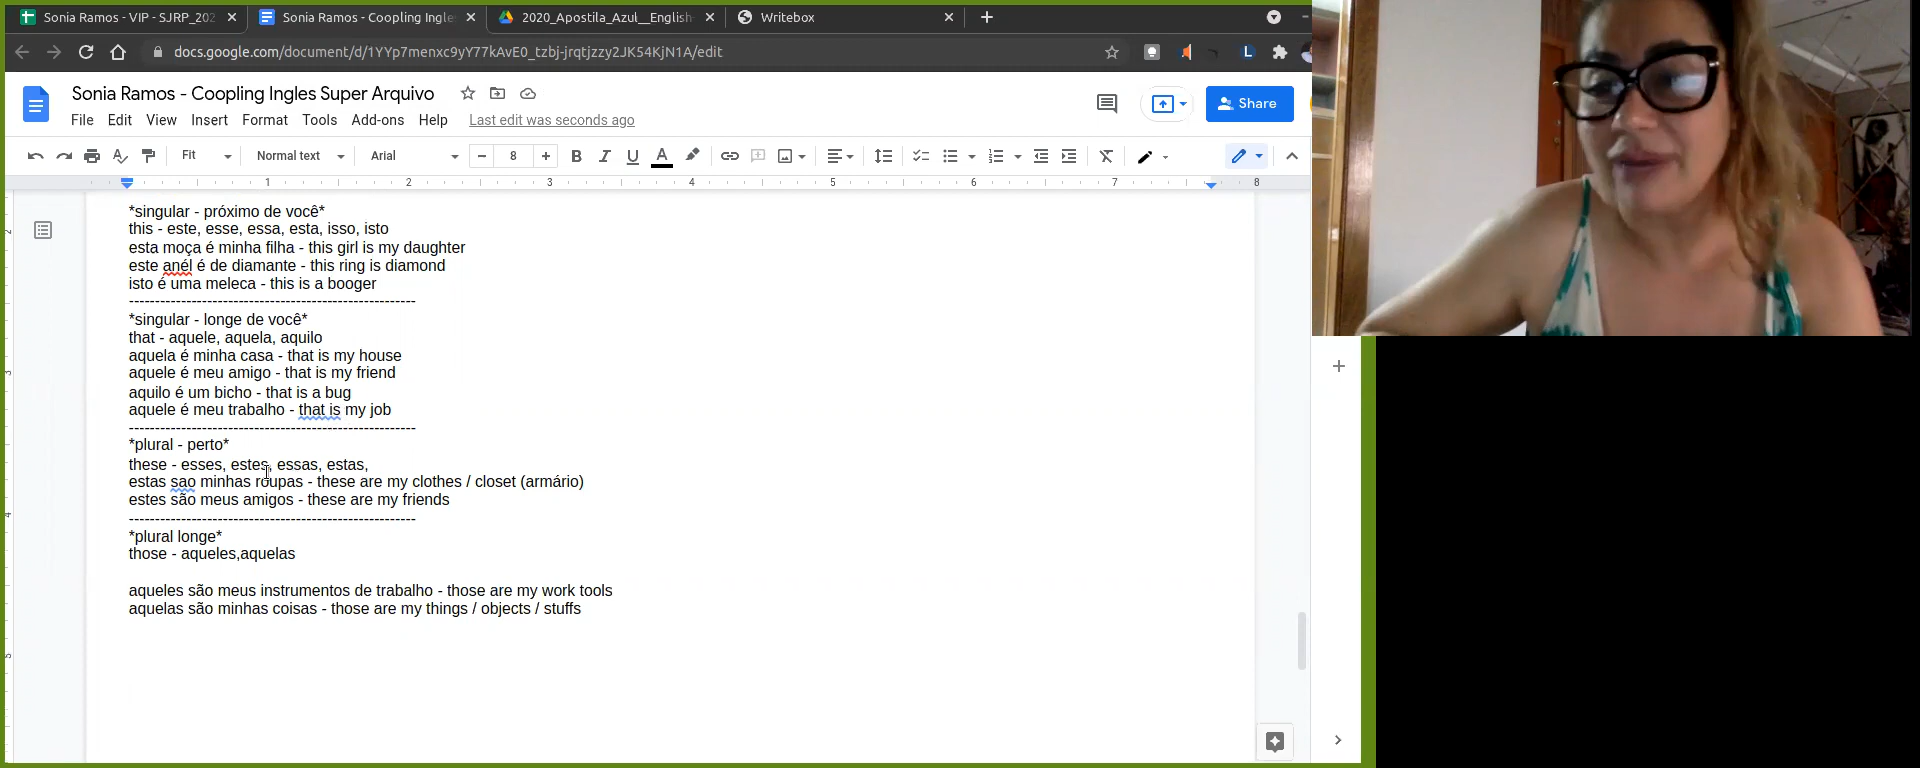 Sonia Ramos - VIP - SJRP_202
Sonia Ramos - Coopling Ingle
2020_Apostila_Azul__English
Writebox
docs.google.com/document/d/1YYp7menxc9yY77kAvE0_tzbj-jrqtjzzy2JK54KjN1A/edit
Sonia Ramos - Coopling Ingles Super Arquivo
Share
File Edit View Insert Format Tools Add-ons Help Last edit was seconds ago
Fit Normal text Arial 8
1 2 3 4 5 6 7 8
*singular - próximo de você*
this - este, esse, essa, esta, isso, isto
esta moça é minha filha - this girl is my daughter
este anél é de diamante - this ring is diamond
isto é uma meleca - this is a booger
-------------------------------------------------------
*singular - longe de você*
that - aquele, aquela, aquilo
aquela é minha casa - that is my house
aquele é meu amigo - that is my friend
aquilo é um bicho - that is a bug
aquele é meu trabalho - that is my job
-------------------------------------------------------
*plural - perto*
these - esses, estes, essas, estas,
estas sao minhas roupas - these are my clothes / closet (armário)
estes são meus amigos - these are my friends
-------------------------------------------------------
*plural longe*
those - aqueles,aquelas
aqueles são meus instrumentos de trabalho - those are my work tools
aquelas são minhas coisas - those are my things / objects / stuffs